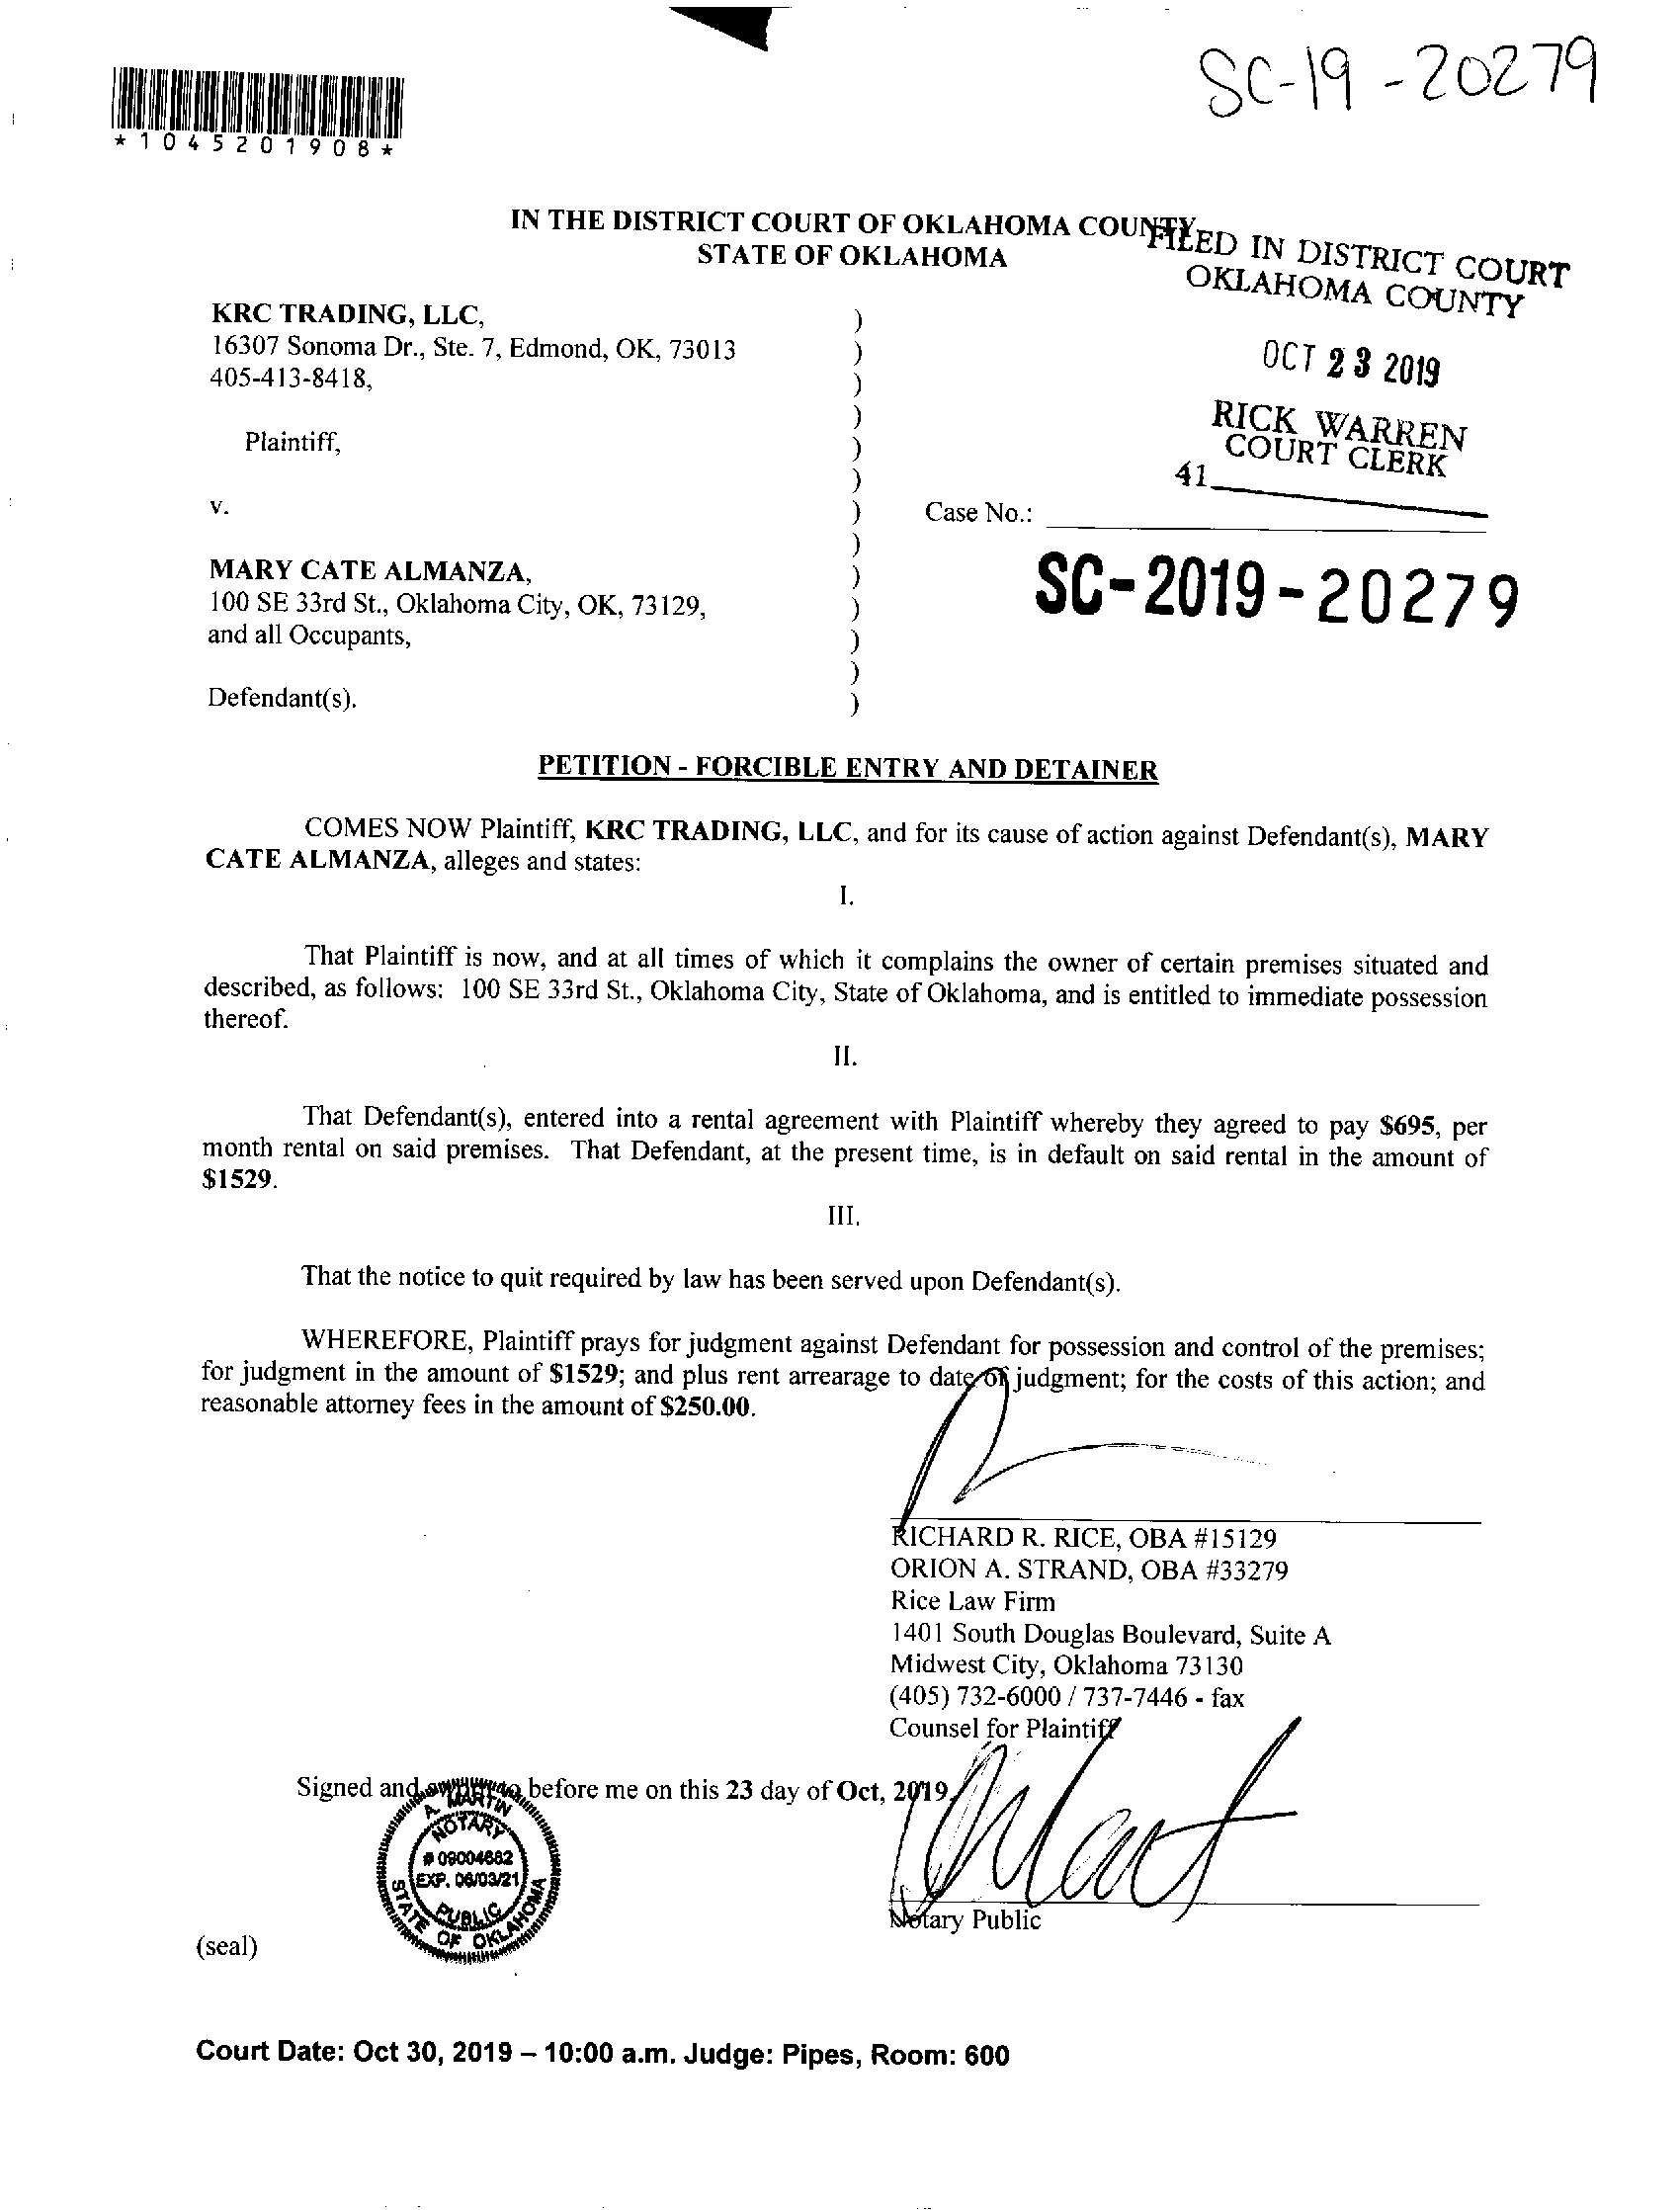 SC-19-20279
*1045201908*
IN THE DISTRICT COURT OF OKLAHOMA COUNTY
STATE OF OKLAHOMA
FILED IN DISTRICT COURT
OKLAHOMA COUNTY
OCT 23 2019
RICK WARREN
COURT CLERK
41
KRC TRADING, LLC, )
16307 Sonoma Dr., Ste. 7, Edmond, OK, 73013 )
405-413-8418, )
)
Plaintiff, )
)
v. ) Case No.:
)
SC-2019-20279
MARY CATE ALMANZA, )
100 SE 33rd St., Oklahoma City, OK, 73129, )
and all Occupants, )
)
Defendant(s). )
PETITION - FORCIBLE ENTRY AND DETAINER
COMES NOW Plaintiff, KRC TRADING, LLC, and for its cause of action against Defendant(s), MARY
CATE ALMANZA, alleges and states:
I.
That Plaintiff is now, and at all times of which it complains the owner of certain premises situated and
described, as follows: 100 SE 33rd St., Oklahoma City, State of Oklahoma, and is entitled to immediate possession
thereof.
II.
That Defendant(s), entered into a rental agreement with Plaintiff whereby they agreed to pay $695, per
month rental on said premises. That Defendant, at the present time, is in default on said rental in the amount of
$1529.
III.
That the notice to quit required by law has been served upon Defendant(s).
WHEREFORE, Plaintiff prays for judgment against Defendant for possession and control of the premises;
for judgment in the amount of $1529; and plus rent arrearage to date of judgment; for the costs of this action; and
reasonable attorney fees in the amount of $250.00.
RICHARD R. RICE, OBA #15129
ORION A. STRAND, OBA #33279
Rice Law Firm
1401 South Douglas Boulevard, Suite A
Midwest City, Oklahoma 73130
(405) 732-6000 / 737-7446 - fax
Counsel for Plaintiff
Signed and before me on this 23 day of Oct, 2019.
A. MARTIN
NOTARY
# 09004682
EXP. 06/03/21
PUBLIC
STATE OF OKLAHOMA
Notary Public
(seal)
Court Date: Oct 30, 2019 – 10:00 a.m. Judge: Pipes, Room: 600